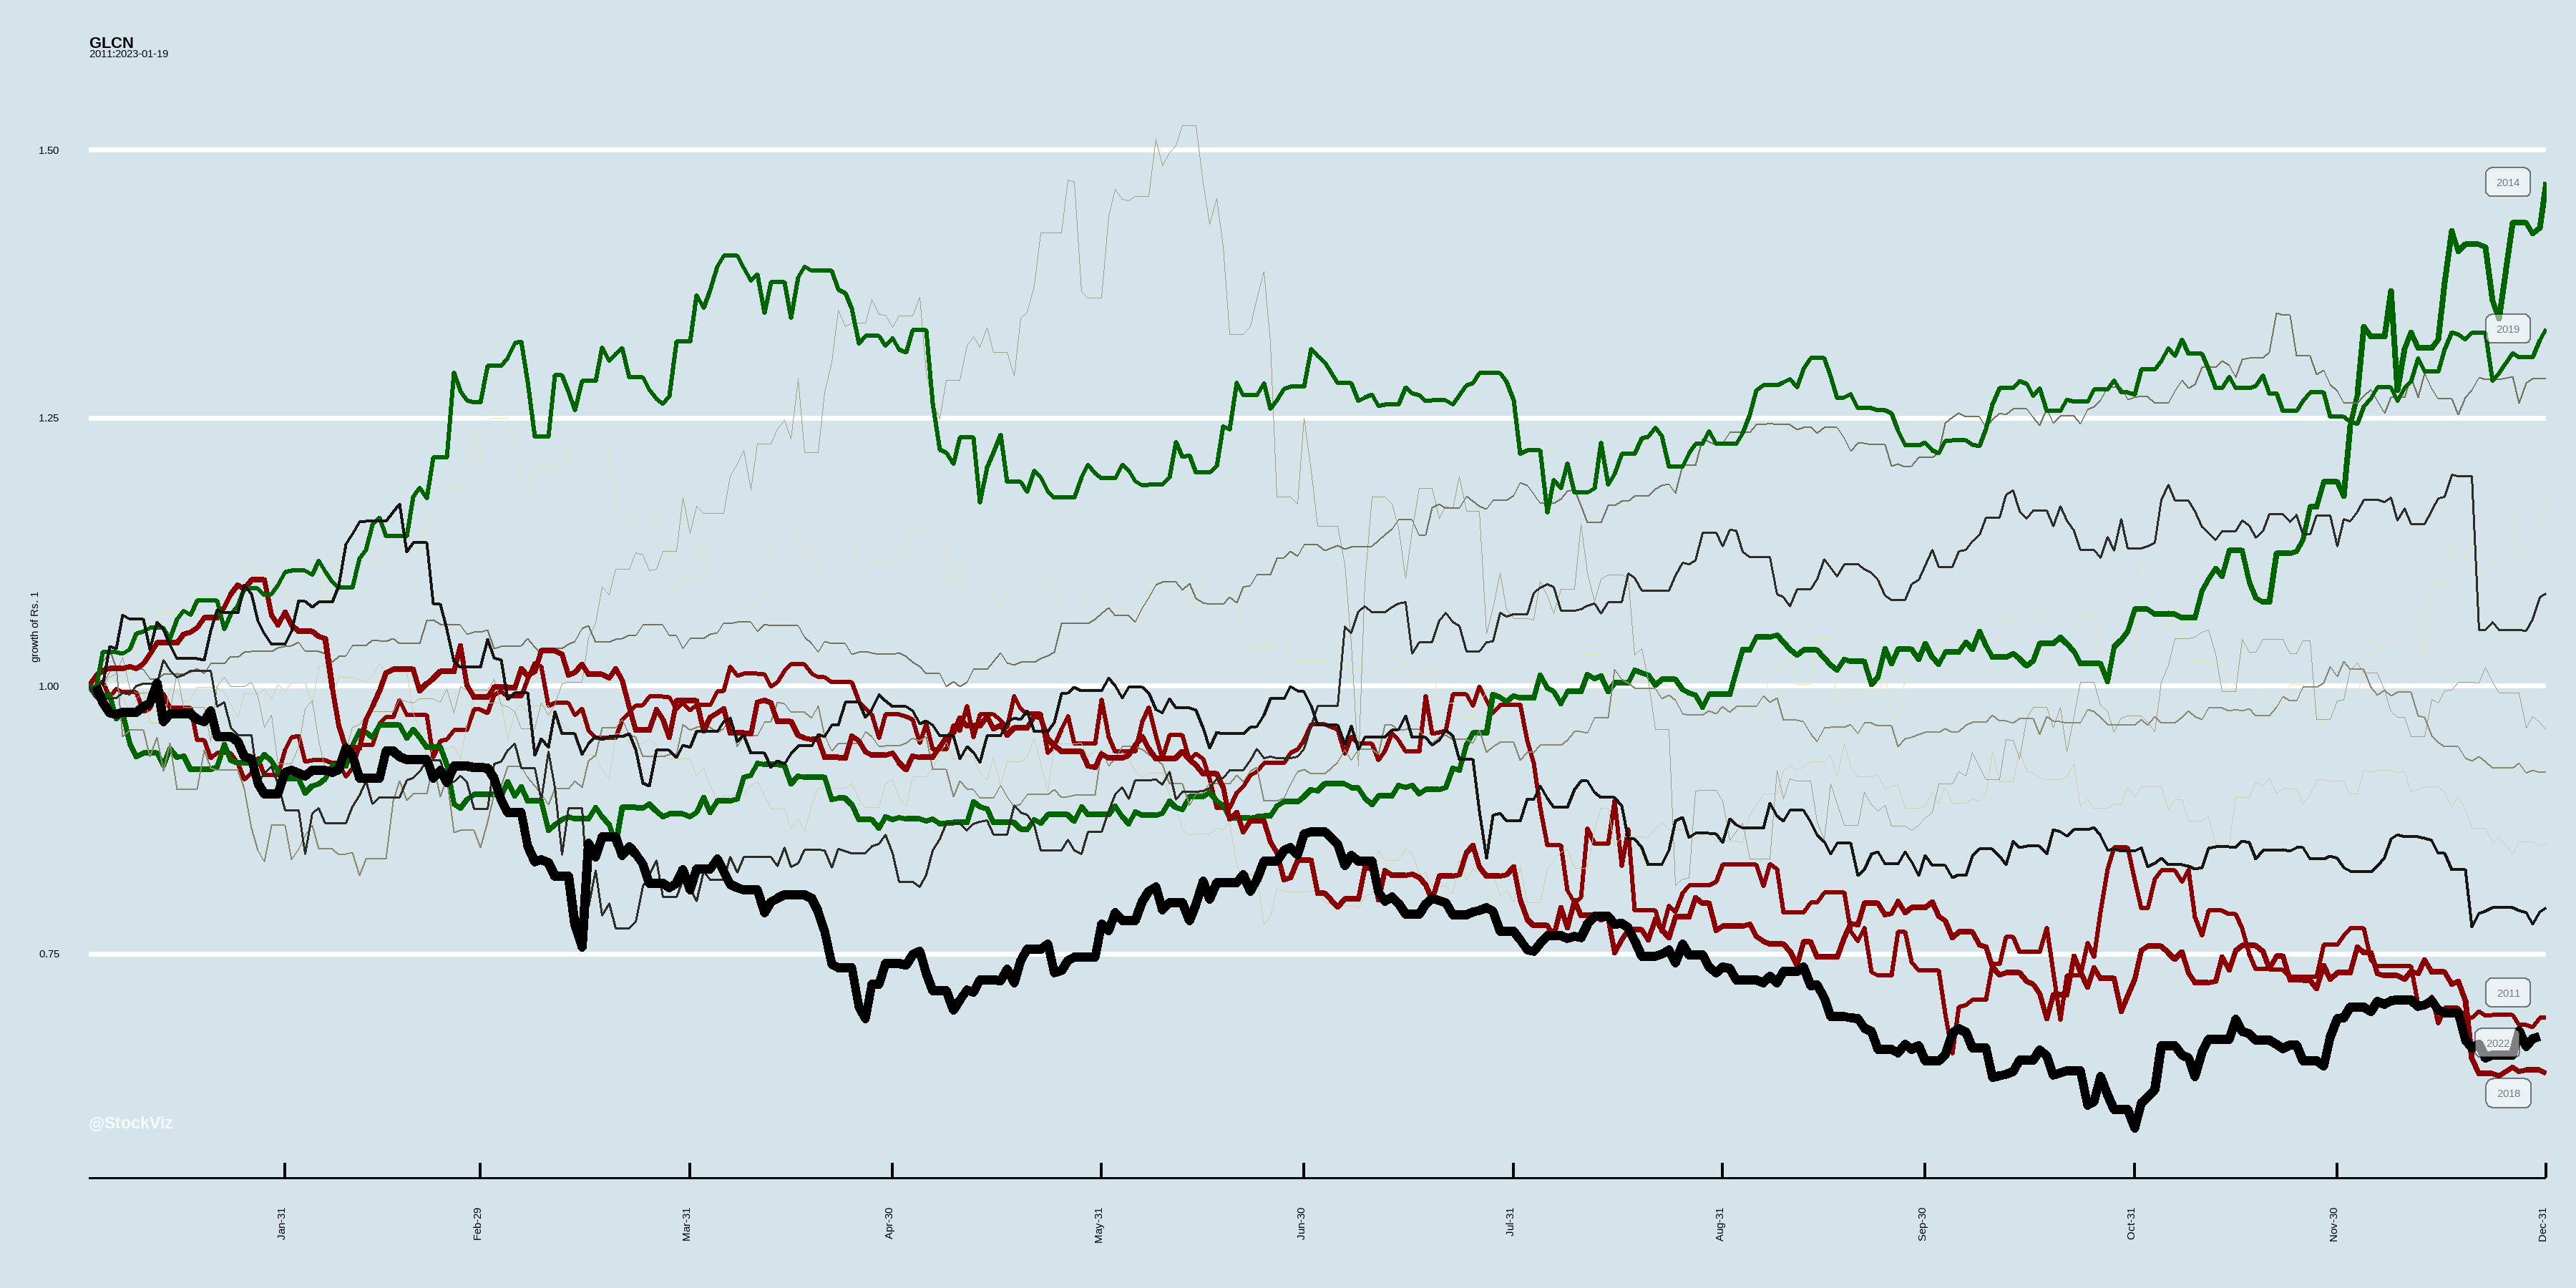 GLCN
2011:2023-01-19
1.50
1.25
1.00
0.75
growth of Rs. 1
2014
2019
2011
2022
2018
@StockViz
Jan-31
Feb-29
Mar-31
Apr-30
May-31
Jun-30
Jul-31
Aug-31
Sep-30
Oct-31
Nov-30
Dec-31